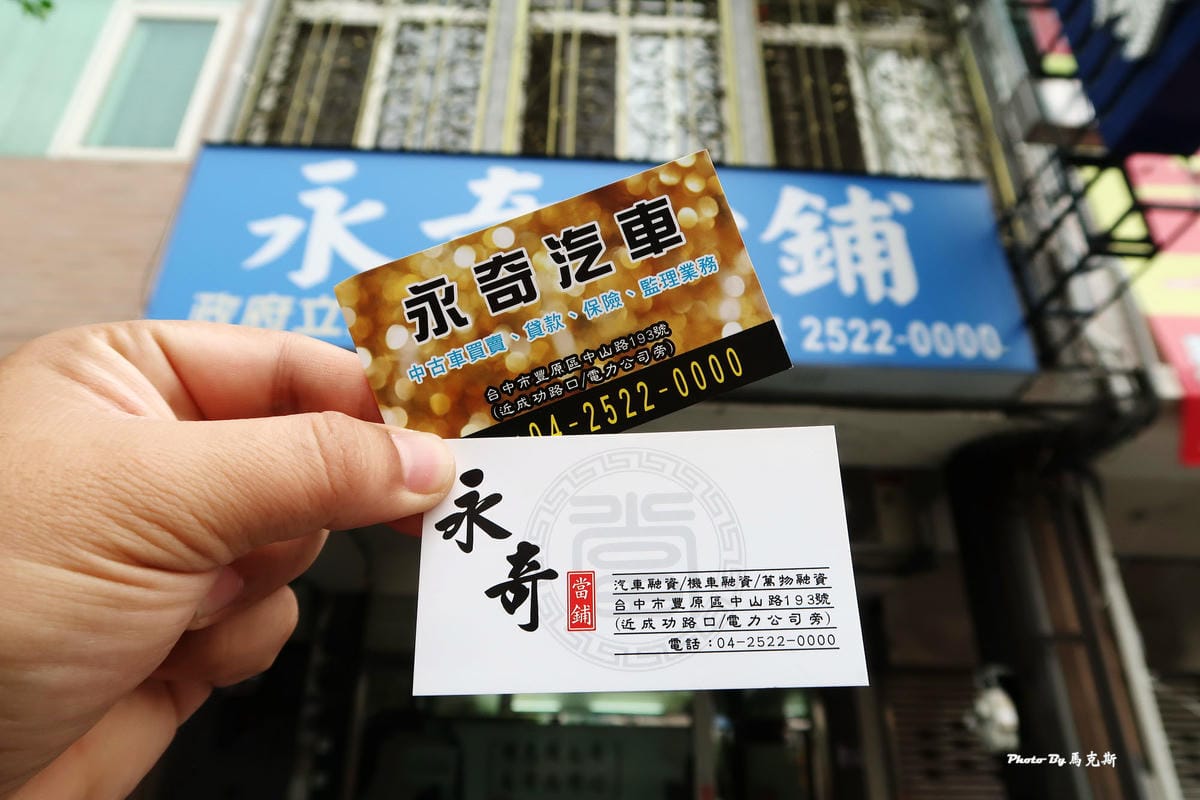 永奇 鋪
政府立
2522-0000
永奇汽車
中古車買賣、貸款、保險、監理業務
台中市豐原區中山路193號
(近成功路口/電力公司旁)
04-2522-0000
永奇
當鋪
汽車融資/機車融資/萬物融資
台中市豐原區中山路193號
(近成功路口/電力公司旁)
電話：04-2522-0000
Photo By 馬克斯